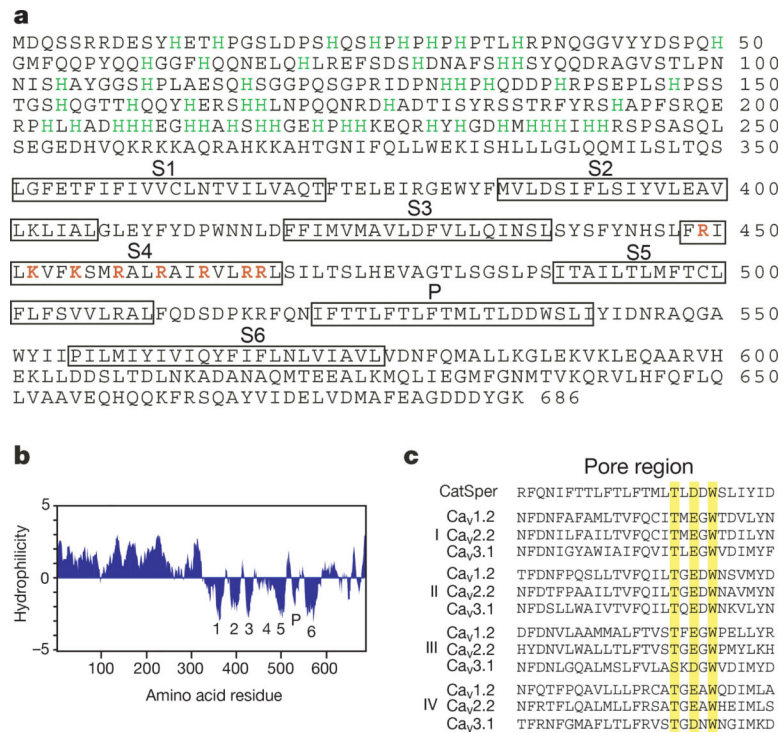 a
MDQSSRRDESYHETHPGSLDPSHQSHPHPHPHPTLHRPNQGGVYYDSPQH 50
GMFQQPYQQHGGFHQQNELQHLREFSDSHDNAFSHHSYQQDRAGVSTLPN 100
NISHAYGGSHPLAESQHSGGPQSGPRIDPNHHPHQDDPHRPSEPLSHPSS 150
TGSHQGTTHQQYHERSHHLNPQQNRDHADTISYRSSTRFYRSHAPFSRQE 200
RPHLHADHHHEGHHAHSHHGEHPHHKEQRHYHGDHMHHHIHHRSPSASQL 250
SEGEDHVQKRKKAQRAHKKAHTGNIFQLLWEKISHLLLGLQQMILSLTQS 350
S1 S2
LGFETFIFIVVCLNTVILVAQTFTELEIRGEWYFMVLDSIFLSIYVLEAV 400
S3
LKLIALGLEYFYDPWNNLDFFIMVMAVLDFVLLQINSLSYSFYNHSLFRI 450
S4 S5
LKVFKSMRALRAIRVLRRLSILTSLHEVAGTLSGSLPSITAILTLMFTCL 500
P
FLFSVVLRALFQDSDPKRFQNIFTTLFTLFTMLTLDDWSLIYIDNRAQGA 550
S6
WYIIPILMIYIVIQYFIFLNLVIAVLVDNFQMALLKGLEKVKLEQAARVH 600
EKLLDDSLTDLNKADANAQMTEEALKMQLIEGMFGNMTVKQRVLHFQFLQ 650
LVAAVEQHQQKFRSQAYVIDELVDMAFEAGDDDYGK 686
b
Hydrophilicity
5
0
−5
1 2 3 4 5 P 6
100 200 300 400 500 600
Amino acid residue
c
Pore region
CatSper RFQNIFTTLFTLFTMLTLDDWSLIYID
Cav1.2 NFDNFAFAMLTVFQCITMEGWTDVLYN
I Cav2.2 NFDNILFAILTVFQCITMEGWTDILYN
Cav3.1 NFDNIGYAWIAIFQVITLEGWVDIMYF
Cav1.2 TFDNFPQSLLTVFQILTGEDWNSVMYD
II Cav2.2 NFDTFPAAILTVFQILTGEDWNAVMYN
Cav3.1 NFDSLLWAIVTVFQILTQEDWNKVLYN
Cav1.2 DFDNVLAAMMALFTVSTFEGWPELLYR
III Cav2.2 HYDNVLWALLTLFTVSTGEGWPMYLKH
Cav3.1 NFDNLGQALMSLFVLASKDGWVDIMYD
Cav1.2 NFQTFPQAVLLLFRCATGEAWQDIMLA
IV Cav2.2 NFRTFLQALMLLFRSATGEAWHEIMLS
Cav3.1 TFRNFGMAFLTLFRVSTGDNWNGIMKD